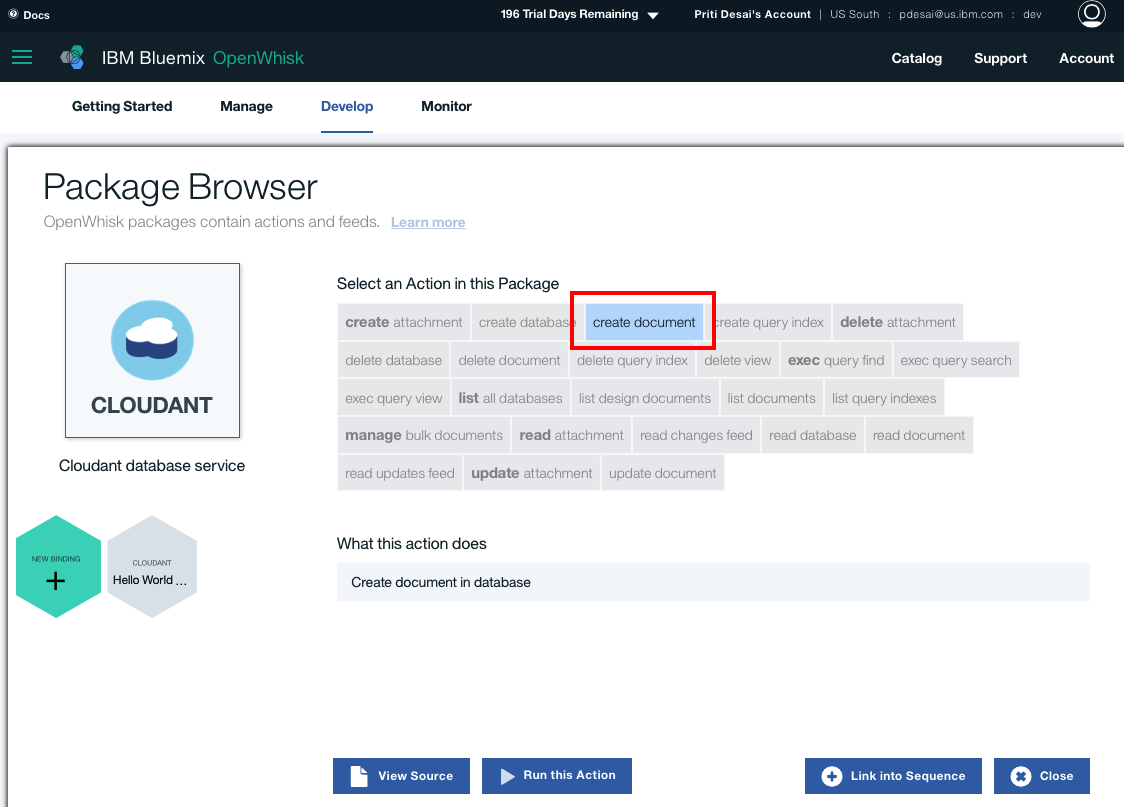 Docs
196 Trial Days Remaining
Priti Desai's Account | US South : pdesai@us.ibm.com : dev
IBM Bluemix OpenWhisk
Catalog Support Account
Getting Started Manage Develop Monitor
Package Browser
OpenWhisk packages contain actions and feeds. Learn more
CLOUDANT
Cloudant database service
NEW BINDING
+
CLOUDANT
Hello World ...
Select an Action in this Package
create attachment create database create document create query index delete attachment
delete database delete document delete query index delete view exec query find exec query search
exec query view list all databases list design documents list documents list query indexes
manage bulk documents read attachment read changes feed read database read document
read updates feed update attachment update document
What this action does
Create document in database
View Source Run this Action Link into Sequence Close